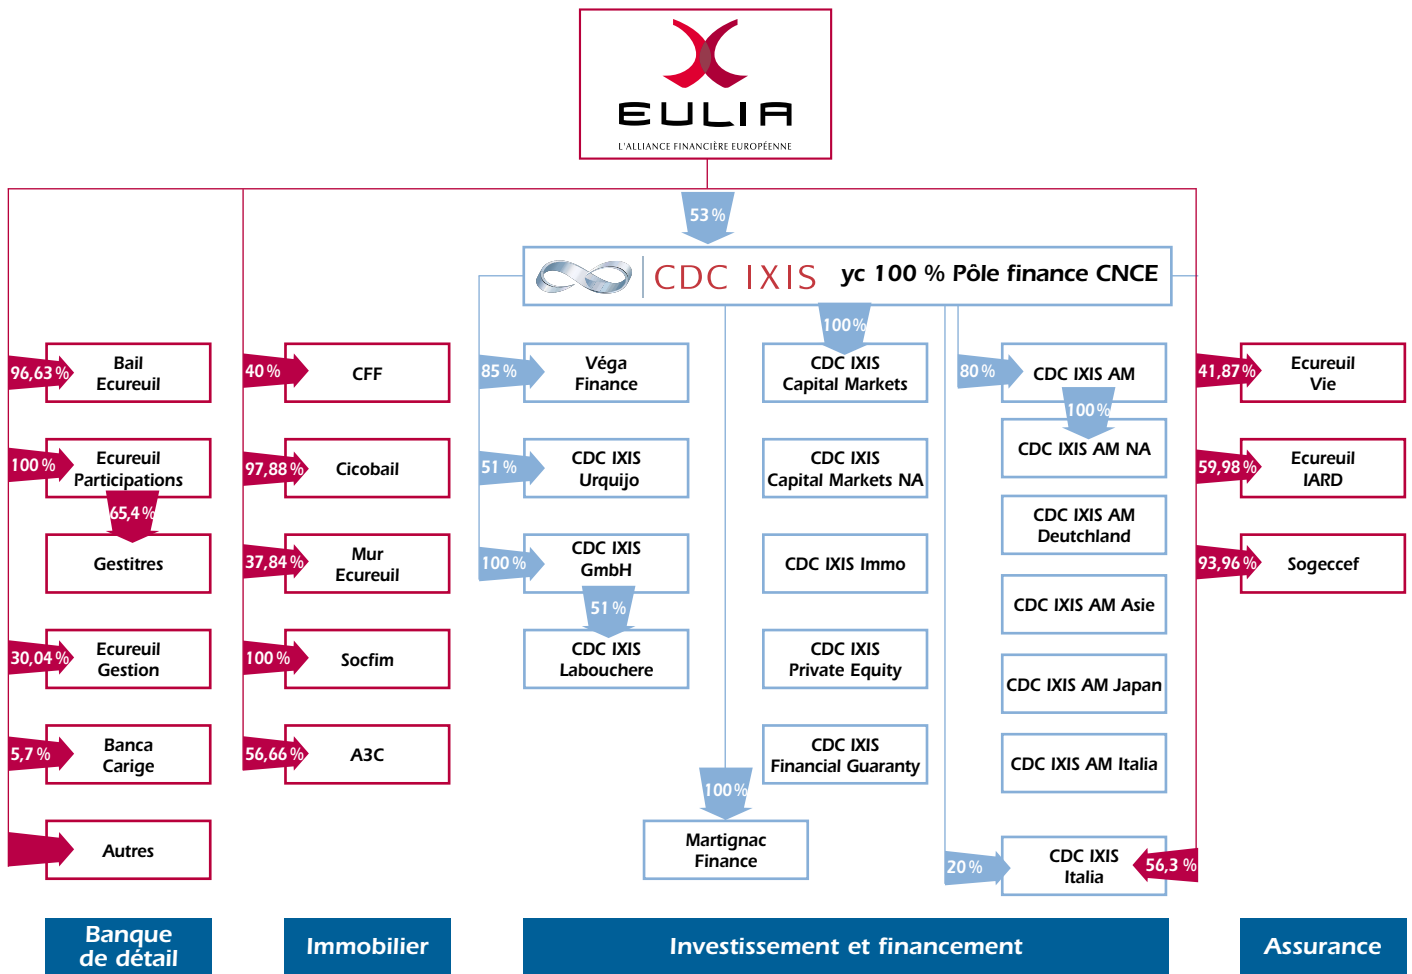 EULIA
L'ALLIANCE FINANCIÈRE EUROPÉENNE
53 %
CDC IXIS yc 100 % Pôle finance CNCE
96,63 %
Bail
Ecureuil
100 %
Ecureuil
Participations
65,4 %
Gestitres
30,04 %
Ecureuil
Gestion
5,7 %
Banca
Carige
Autres
Banque
de détail
40 %
CFF
97,88 %
Cicobail
37,84 %
Mur
Ecureuil
100 %
Socfim
56,66 %
A3C
Immobilier
85 %
Véga
Finance
51 %
CDC IXIS
Urquijo
100 %
CDC IXIS
GmbH
51 %
CDC IXIS
Labouchere
100 %
Martignac
Finance
100 %
CDC IXIS
Capital Markets
CDC IXIS
Capital Markets NA
CDC IXIS Immo
CDC IXIS
Private Equity
CDC IXIS
Financial Guaranty
80 %
CDC IXIS AM
100 %
CDC IXIS AM NA
CDC IXIS AM
Deutchland
CDC IXIS AM Asie
CDC IXIS AM Japan
CDC IXIS AM Italia
20 %
CDC IXIS
Italia
56,3 %
Investissement et financement
41,87 %
Ecureuil
Vie
59,98 %
Ecureuil
IARD
93,96 %
Sogeccef
Assurance